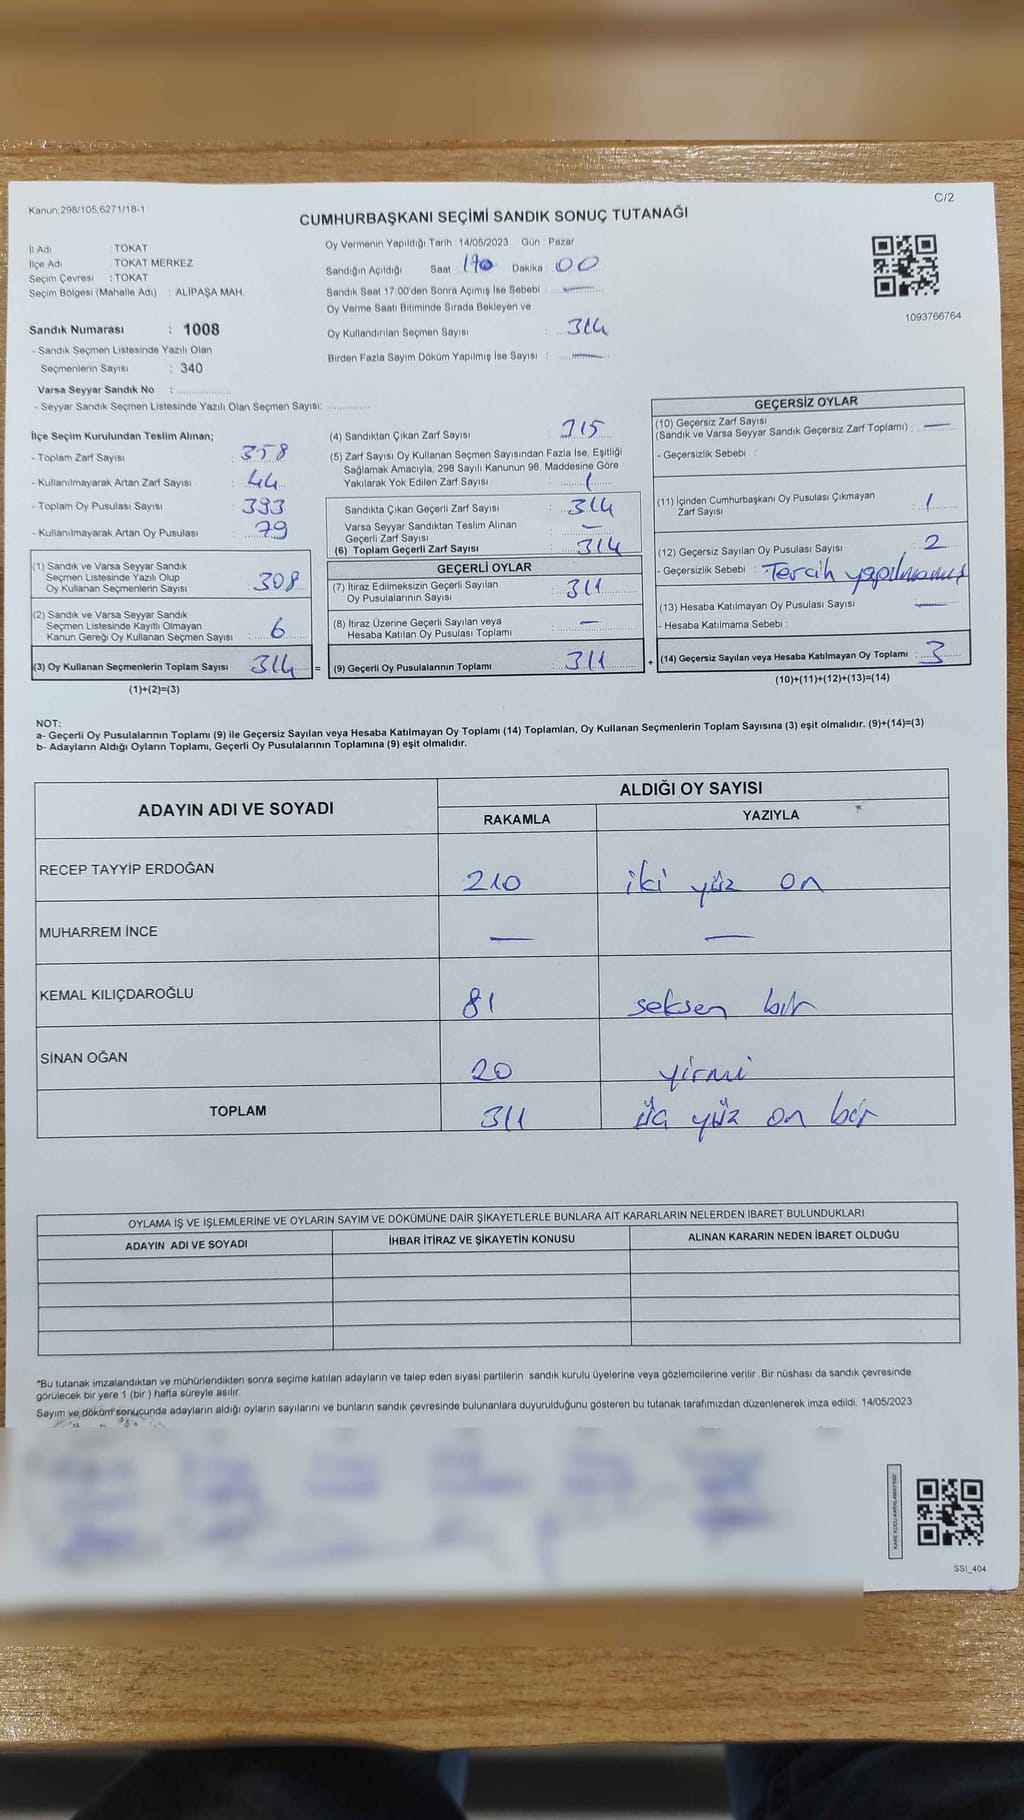 Kanun:298/105,6271/18-1
C/2
CUMHURBAŞKANI SEÇİMİ SANDIK SONUÇ TUTANAĞI
İl Adı : TOKAT
İlçe Adı : TOKAT MERKEZ
Seçim Çevresi : TOKAT
Seçim Bölgesi (Mahalle Adı) : ALİPAŞA MAH.
Oy Vermenin Yapıldığı Tarih : 14/05/2023 Gün : Pazar
Sandığın Açıldığı Saat : Dakika : 00
Sandık Saat 17:00'den Sonra Açımış İse Sebebi : —
Oy Verme Saati Bitiminde Sırada Bekleyen ve
Oy Kullandırılan Seçmen Sayısı : 314
Birden Fazla Sayım Döküm Yapılmış İse Sayısı : —
1093766764
Sandık Numarası : 1008
- Sandık Seçmen Listesinde Yazılı Olan
Seçmenlerin Sayısı : 340
Varsa Seyyar Sandık No :
- Seyyar Sandık Seçmen Listesinde Yazılı Olan Seçmen Sayısı:
İlçe Seçim Kurulundan Teslim Alınan;
- Toplam Zarf Sayısı : 358
- Kullanılmayarak Artan Zarf Sayısı : 44
- Toplam Oy Pusulası Sayısı : 393
- Kullanılmayarak Artan Oy Pusulası : 79
(1) Sandık ve Varsa Seyyar Sandık
Seçmen Listesinde Yazılı Olup
Oy Kullanan Seçmenlerin Sayısı : 308
(2) Sandık ve Varsa Seyyar Sandık
Seçmen Listesinde Kayıtlı Olmayan
Kanun Gereği Oy Kullanan Seçmen Sayısı : 6
(3) Oy Kullanan Seçmenlerin Toplam Sayısı : 314 =
(1)+(2)=(3)
(4) Sandıktan Çıkan Zarf Sayısı : 315
(5) Zarf Sayısı Oy Kullanan Seçmen Sayısından Fazla İse, Eşitliği
Sağlamak Amacıyla; 298 Sayılı Kanunun 98. Maddesine Göre
Yakılarak Yok Edilen Zarf Sayısı : 1
Sandıkta Çıkan Geçerli Zarf Sayısı : 314
Varsa Seyyar Sandıktan Teslim Alınan
Geçerli Zarf Sayısı : —
(6) Toplam Geçerli Zarf Sayısı : 314
GEÇERLİ OYLAR
(7) İtiraz Edilmeksizin Geçerli Sayılan
Oy Pusulalarının Sayısı : 311
(8) İtiraz Üzerine Geçerli Sayılan veya
Hesaba Katılan Oy Pusulası Toplamı : —
(9) Geçerli Oy Pusulalarının Toplamı : 311 +
GEÇERSİZ OYLAR
(10) Geçersiz Zarf Sayısı
(Sandık ve Varsa Seyyar Sandık Geçersiz Zarf Toplamı) : —
- Geçersizlik Sebebi :
(11) İçinden Cumhurbaşkanı Oy Pusulası Çıkmayan
Zarf Sayısı : 1
(12) Geçersiz Sayılan Oy Pusulası Sayısı : 2
- Geçersizlik Sebebi : Tercih yapılmamış
(13) Hesaba Katılmayan Oy Pusulası Sayısı : —
- Hesaba Katılmama Sebebi :
(14) Geçersiz Sayılan veya Hesaba Katılmayan Oy Toplamı : 3
(10)+(11)+(12)+(13)=(14)
NOT:
a- Geçerli Oy Pusulalarının Toplamı (9) ile Geçersiz Sayılan veya Hesaba Katılmayan Oy Toplamı (14) Toplamları, Oy Kullanan Seçmenlerin Toplam Sayısına (3) eşit olmalıdır. (9)+(14)=(3)
b- Adayların Aldığı Oyların Toplamı, Geçerli Oy Pusulalarının Toplamına (9) eşit olmalıdır.
ADAYIN ADI VE SOYADI
ALDIĞI OY SAYISI
RAKAMLA YAZIYLA
RECEP TAYYİP ERDOĞAN 210 iki yüz on
MUHARREM İNCE — —
KEMAL KILIÇDAROĞLU 81 seksen bir
SİNAN OĞAN 20 yirmi
TOPLAM 311 üç yüz on bir
OYLAMA İŞ VE İŞLEMLERİNE VE OYLARIN SAYIM VE DÖKÜMÜNE DAİR ŞİKAYETLERLE BUNLARA AİT KARARLARIN NELERDEN İBARET BULUNDUKLARI
ADAYIN ADI VE SOYADI İHBAR İTİRAZ VE ŞİKAYETİN KONUSU ALINAN KARARIN NEDEN İBARET OLDUĞU
*Bu tutanak imzalandıktan ve mühürlendikten sonra seçime katılan adayların ve talep eden siyasi partilerin sandık kurulu üyelerine veya gözlemcilerine verilir .Bir nüshası da sandık çevresinde
görülecek bir yere 1 (bir ) hafta süreyle asılır.
Sayım ve döküm sonucunda adayların aldığı oyların sayılarını ve bunların sandık çevresinde bulunanlara duyurulduğunu gösteren bu tutanak tarafımızdan düzenlenerek imza edildi. 14/05/2023
KARE KODU KARALAMAYINIZ!
SSI_404